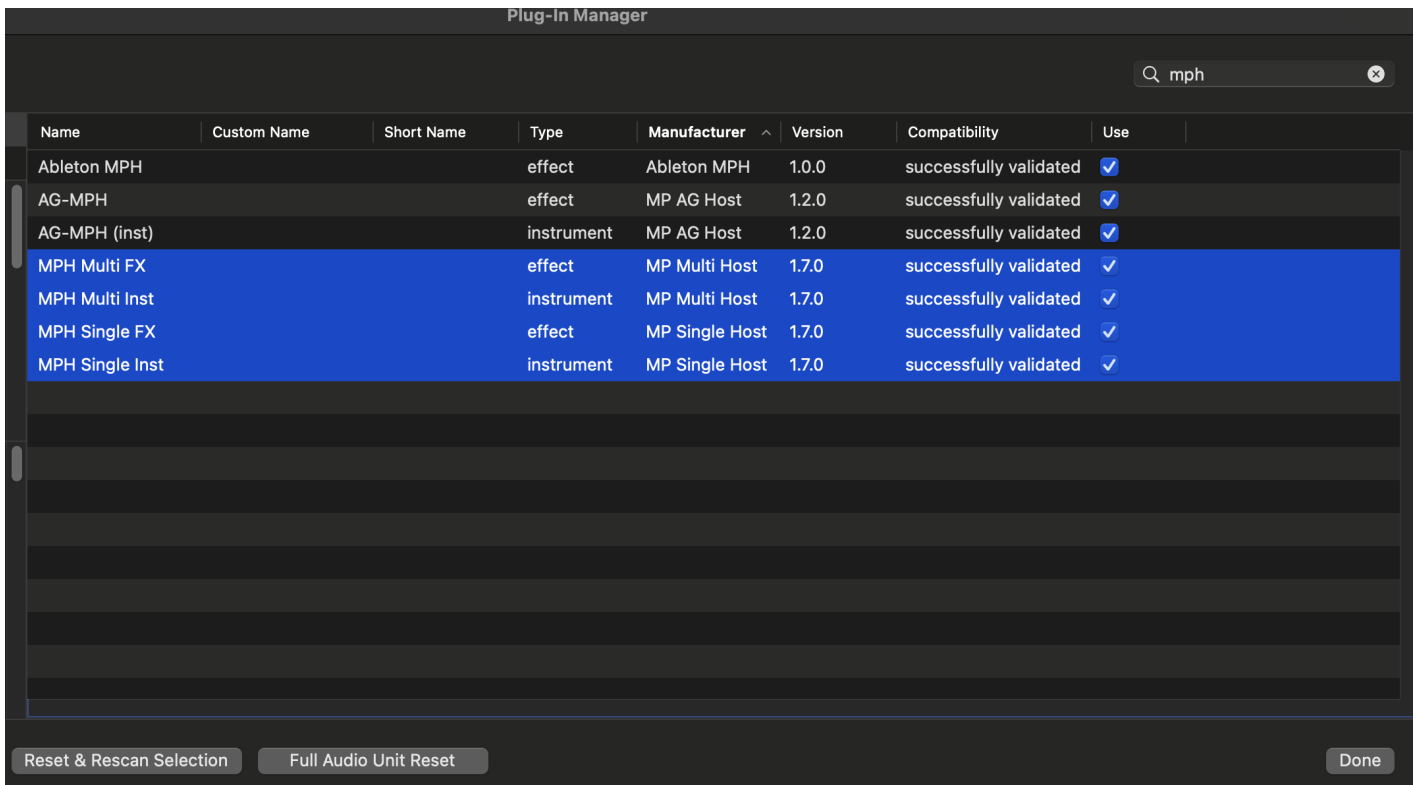 Plug-In Manager
mph
Name Custom Name Short Name Type Manufacturer Version Compatibility Use
Ableton MPH effect Ableton MPH 1.0.0 successfully validated
AG-MPH effect MP AG Host 1.2.0 successfully validated
AG-MPH (inst) instrument MP AG Host 1.2.0 successfully validated
MPH Multi FX effect MP Multi Host 1.7.0 successfully validated
MPH Multi Inst instrument MP Multi Host 1.7.0 successfully validated
MPH Single FX effect MP Single Host 1.7.0 successfully validated
MPH Single Inst instrument MP Single Host 1.7.0 successfully validated
Reset & Rescan Selection Full Audio Unit Reset Done